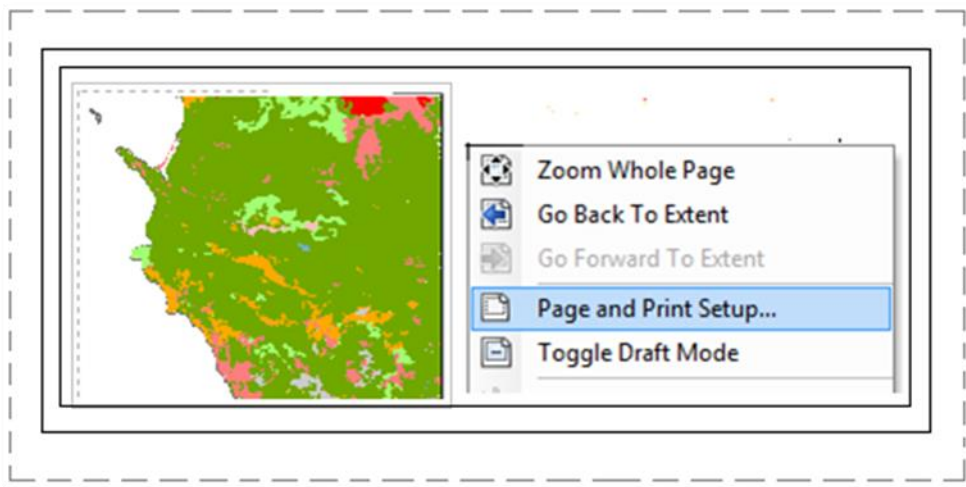 Zoom Whole Page
Go Back To Extent
Go Forward To Extent
Page and Print Setup...
Toggle Draft Mode